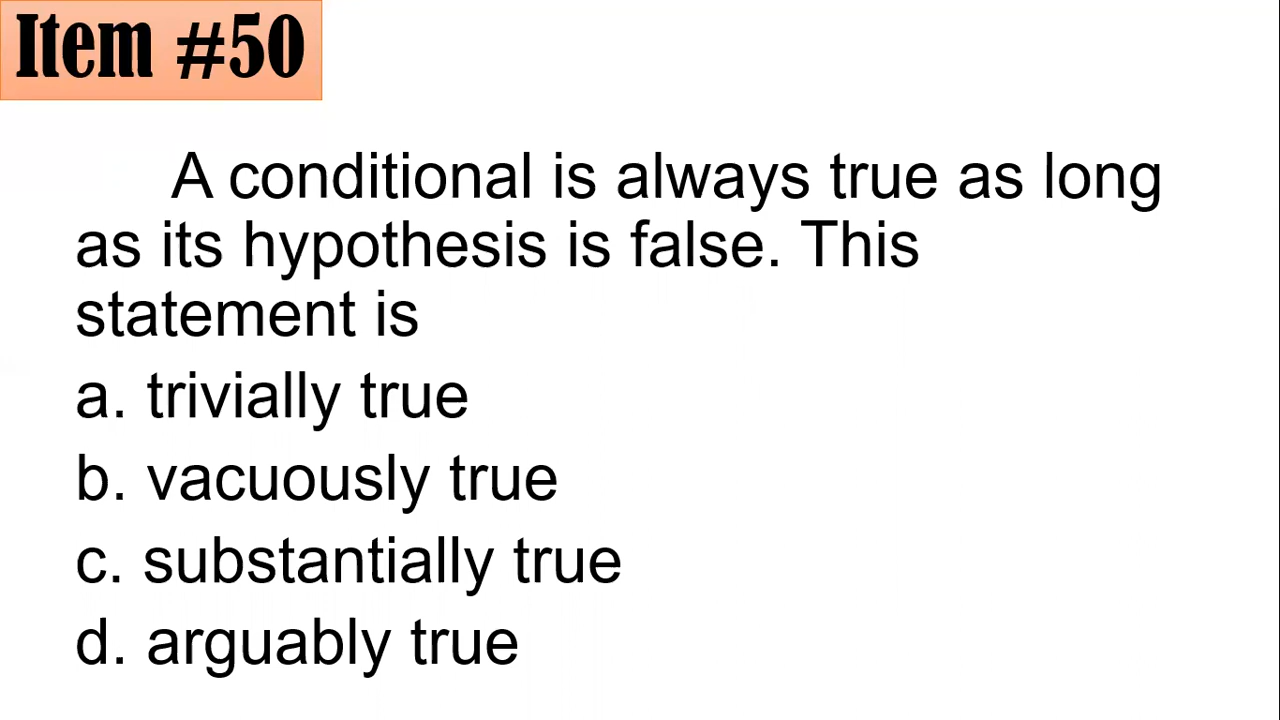 Item #50
A conditional is always true as long
as its hypothesis is false. This
statement is
a. trivially true
b. vacuously true
c. substantially true
d. arguably true